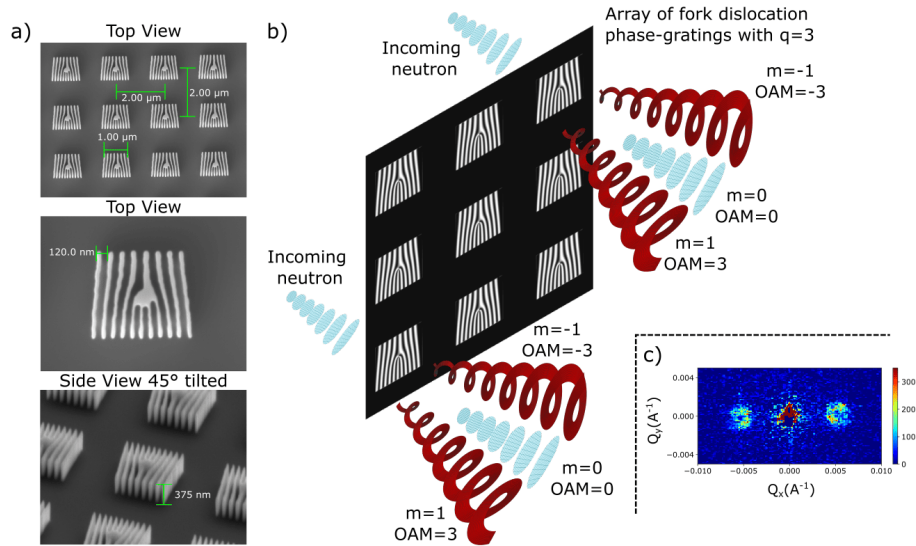 a)
Top View
2.00 μm
2.00 μm
1.00 μm
Top View
120.0 nm
Side View 45° tilted
375 nm
b)
Incoming
neutron
Array of fork dislocation
phase-gratings with q=3
m=-1
OAM=-3
m=0
OAM=0
m=1
OAM=3
Incoming
neutron
m=-1
OAM=-3
m=0
OAM=0
m=1
OAM=3
c)
0.004
0.000
−0.004
Qy(A⁻¹)
−0.010
−0.005
0.000
0.005
0.010
Qx(A⁻¹)
300
200
100
0